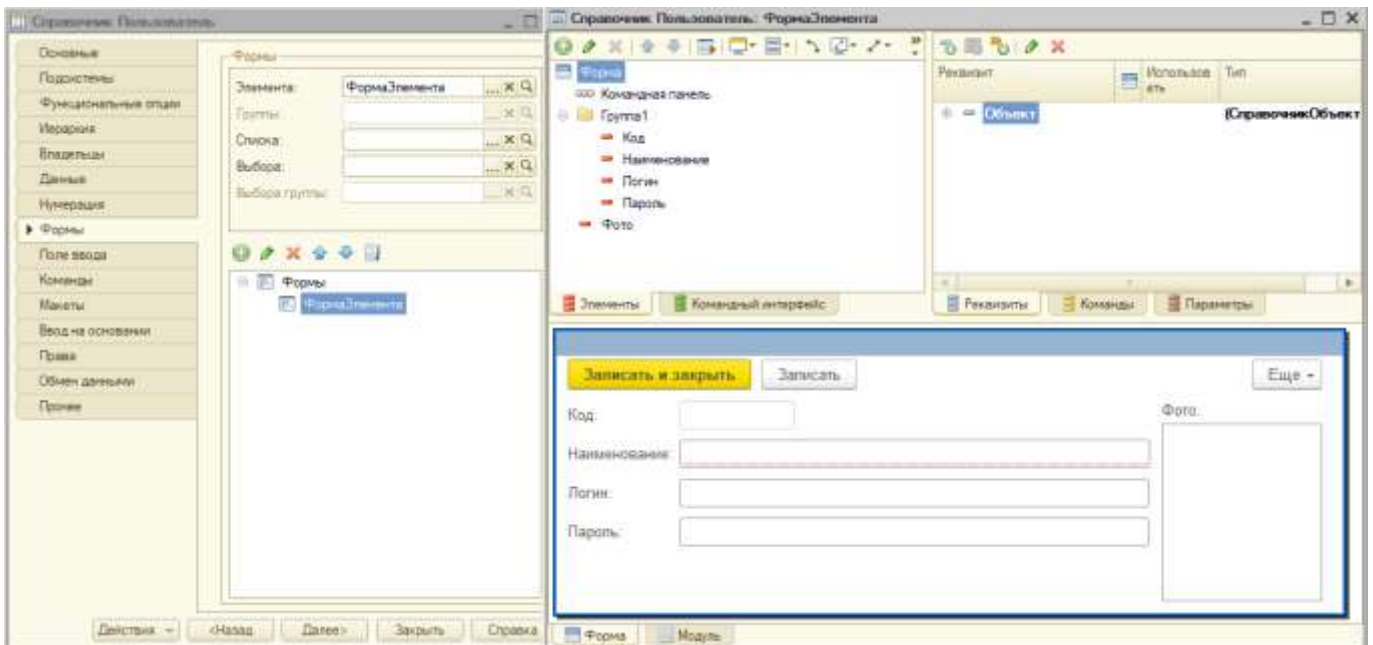 Справочник Пользователь
Основные
Подсистемы
Функциональные опции
Иерархия
Владельцы
Данные
Нумерация
Формы
Поле ввода
Команды
Макеты
Ввод на основании
Права
Обмен данными
Прочее
Формы
Элемента: ФормаЭлемента
Группы:
Списка:
Выбора:
Выбора группы:
Формы
ФормаЭлемента
Действия <Назад Далее> Закрыть Справка
Справочник Пользователь: ФормаЭлемента
Форма
Командная панель
Группа1
Код
Наименование
Логин
Пароль
Фото
Элементы Командный интерфейс
Реквизит Использов
ать Тип
Объект (СправочникОбъект
Реквизиты Команды Параметры
Записать и закрыть Записать Еще
Код:
Фото:
Наименование:
Логин:
Пароль:
Форма Модуль